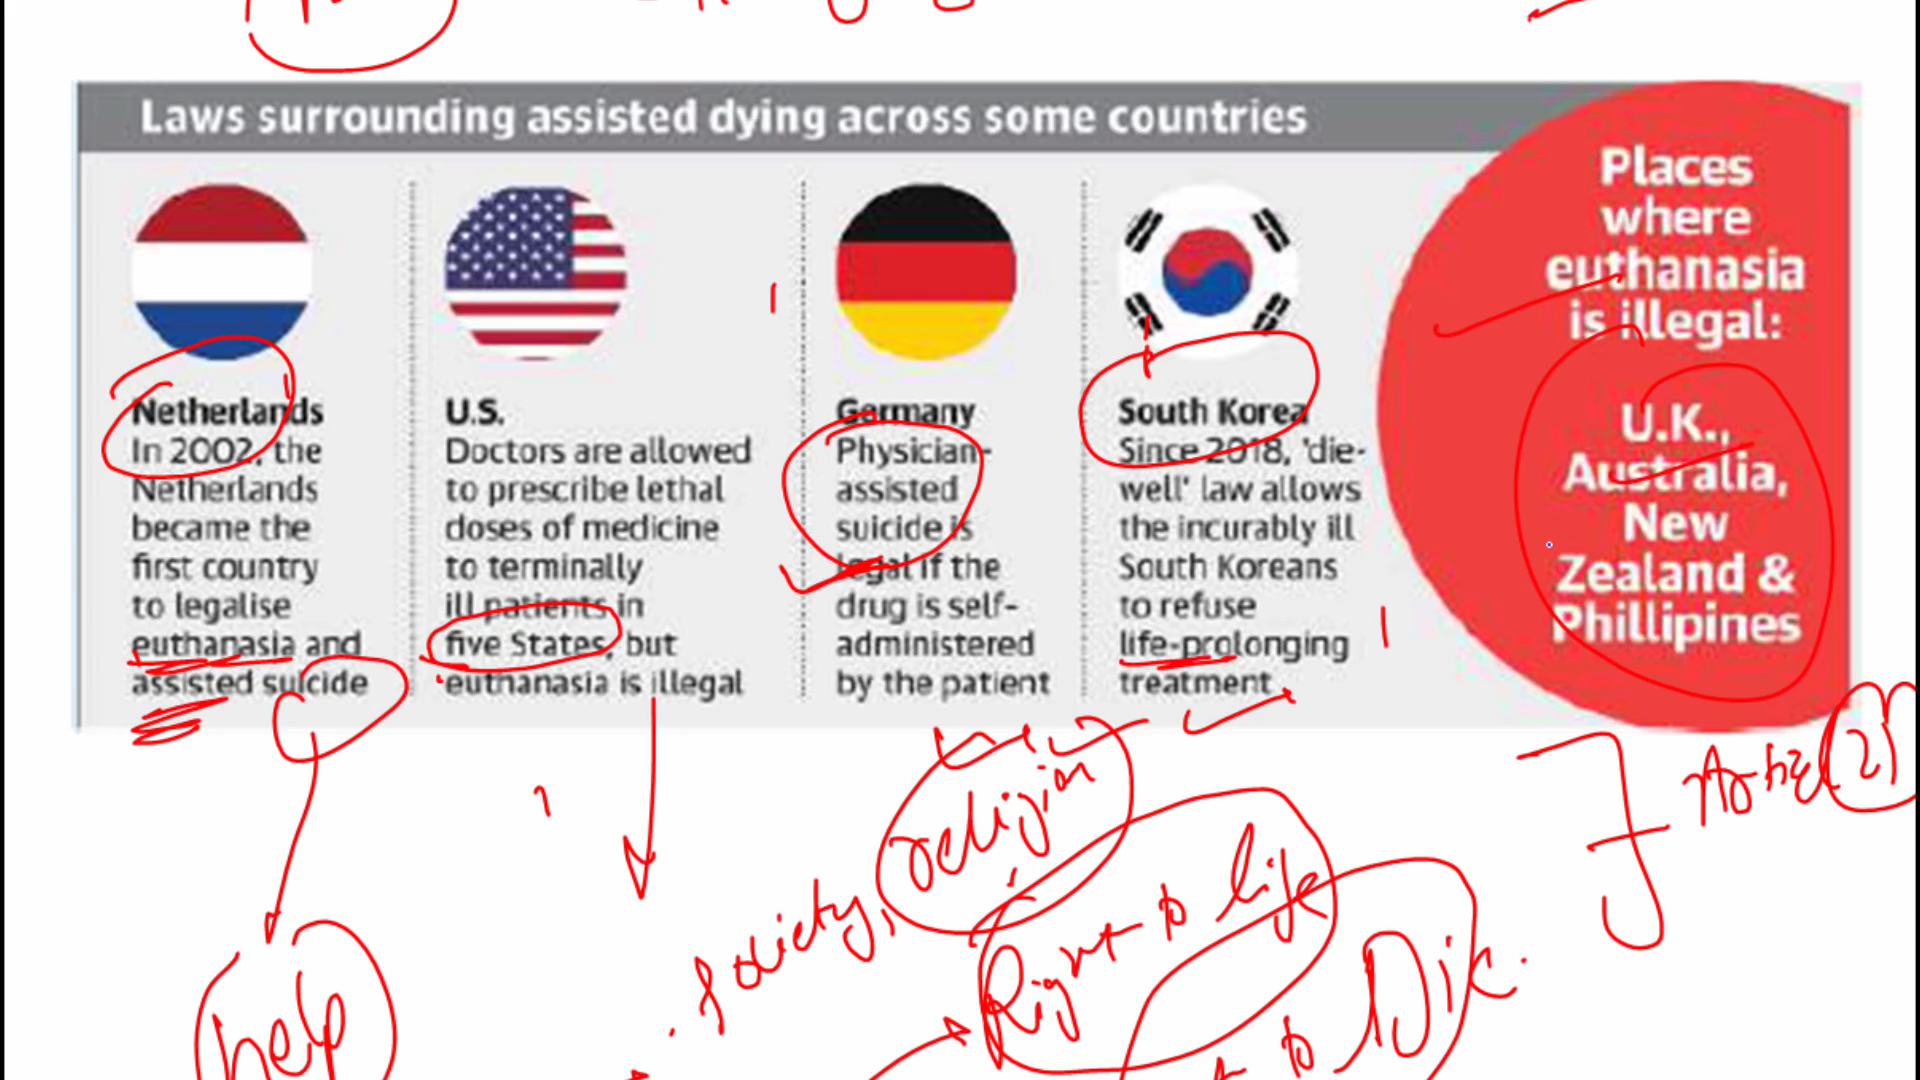 Laws surrounding assisted dying across some countries
Netherlands
In 2002, the
Netherlands
became the
first country
to legalise
euthanasia and
assisted suicide
U.S.
Doctors are allowed
to prescribe lethal
doses of medicine
to terminally
ill patients in
five States, but
euthanasia is illegal
Germany
Physician-
assisted
suicide is
legal if the
drug is self-
administered
by the patient
South Korea
Since 2018, 'die-
well' law allows
the incurably ill
South Koreans
to refuse
life-prolonging
treatment
Places
where
euthanasia
is illegal:
U.K.,
Australia,
New
Zealand &
Phillipines
21
society, religion
Right to life
to Die.
help